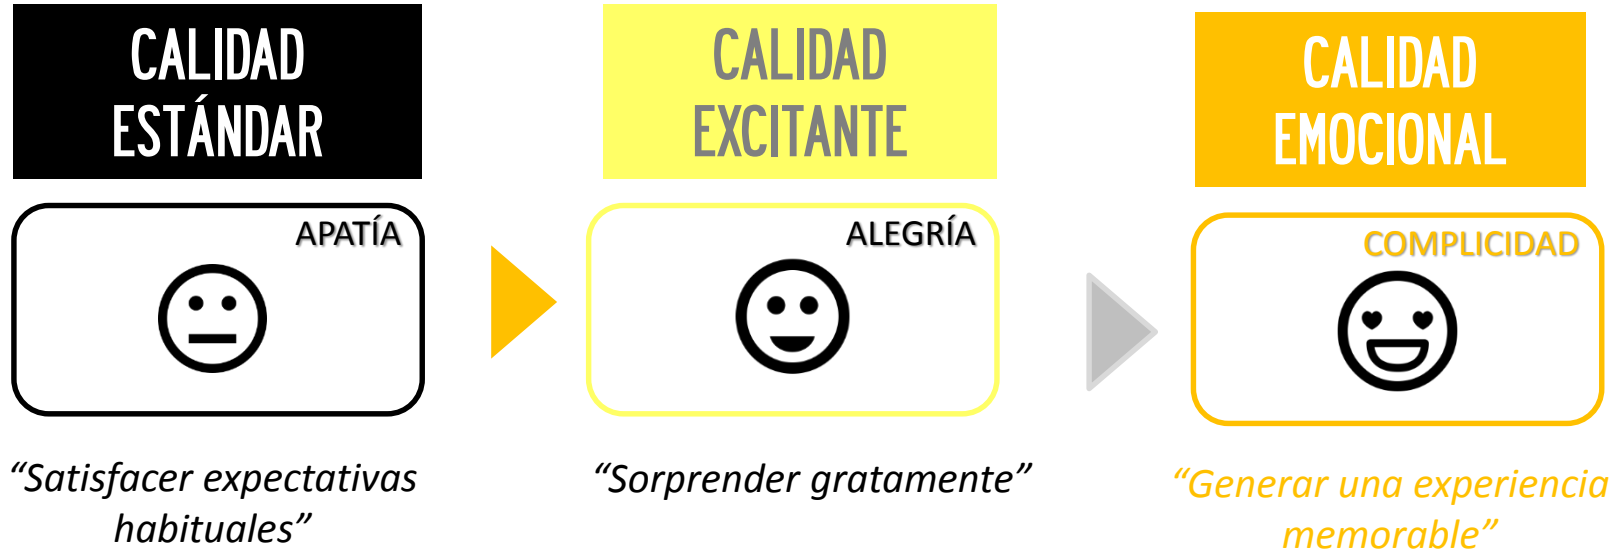 CALIDAD
ESTÁNDAR
APATÍA
“Satisfacer expectativas
habituales”
CALIDAD
EXCITANTE
ALEGRÍA
“Sorprender gratamente”
CALIDAD
EMOCIONAL
COMPLICIDAD
“Generar una experiencia
memorable”